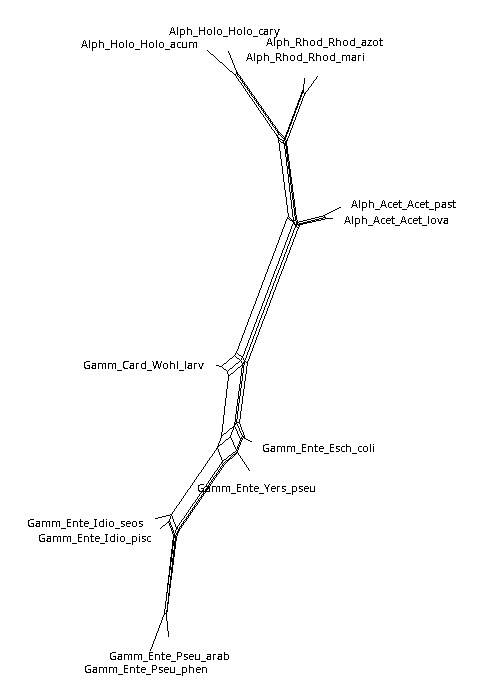 Alph_Holo_Holo_cary
Alph_Holo_Holo_acum
Alph_Rhod_Rhod_azot
Alph_Rhod_Rhod_mari
Alph_Acet_Acet_past
Alph_Acet_Acet_lova
Gamm_Card_Wohl_larv
Gamm_Ente_Esch_coli
Gamm_Ente_Yers_pseu
Gamm_Ente_Idio_seos
Gamm_Ente_Idio_pisc
Gamm_Ente_Pseu_arab
Gamm_Ente_Pseu_phen